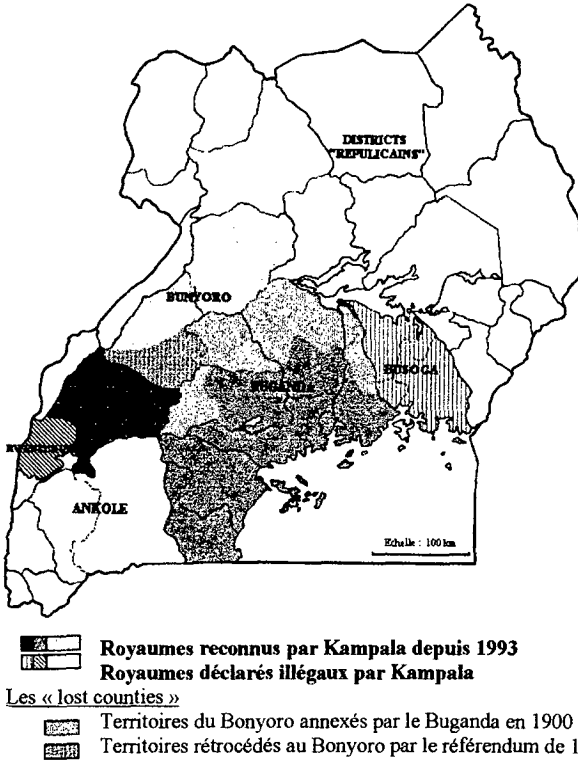 DISTRICTS
"REPULICAINS"
BUNYORO
BUGANDA
BUSOGA
ANKOLE
Echelle : 100 km
Royaumes reconnus par Kampala depuis 1993
Royaumes déclarés illégaux par Kampala
Les « lost counties »
Territoires du Bonyoro annexés par le Buganda en 1900
Territoires rétrocédés au Bonyoro par le référendum de 1